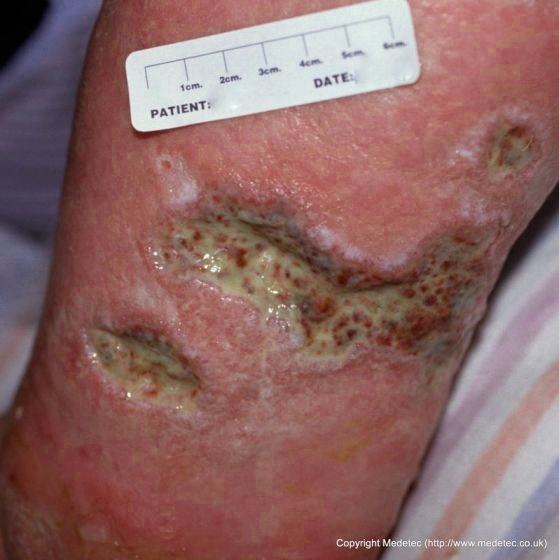 1cm. 2cm. 3cm. 4cm. 5cm. 6cm.
PATIENT: DATE:
Copyright Medetec (http://www.medetec.co.uk)